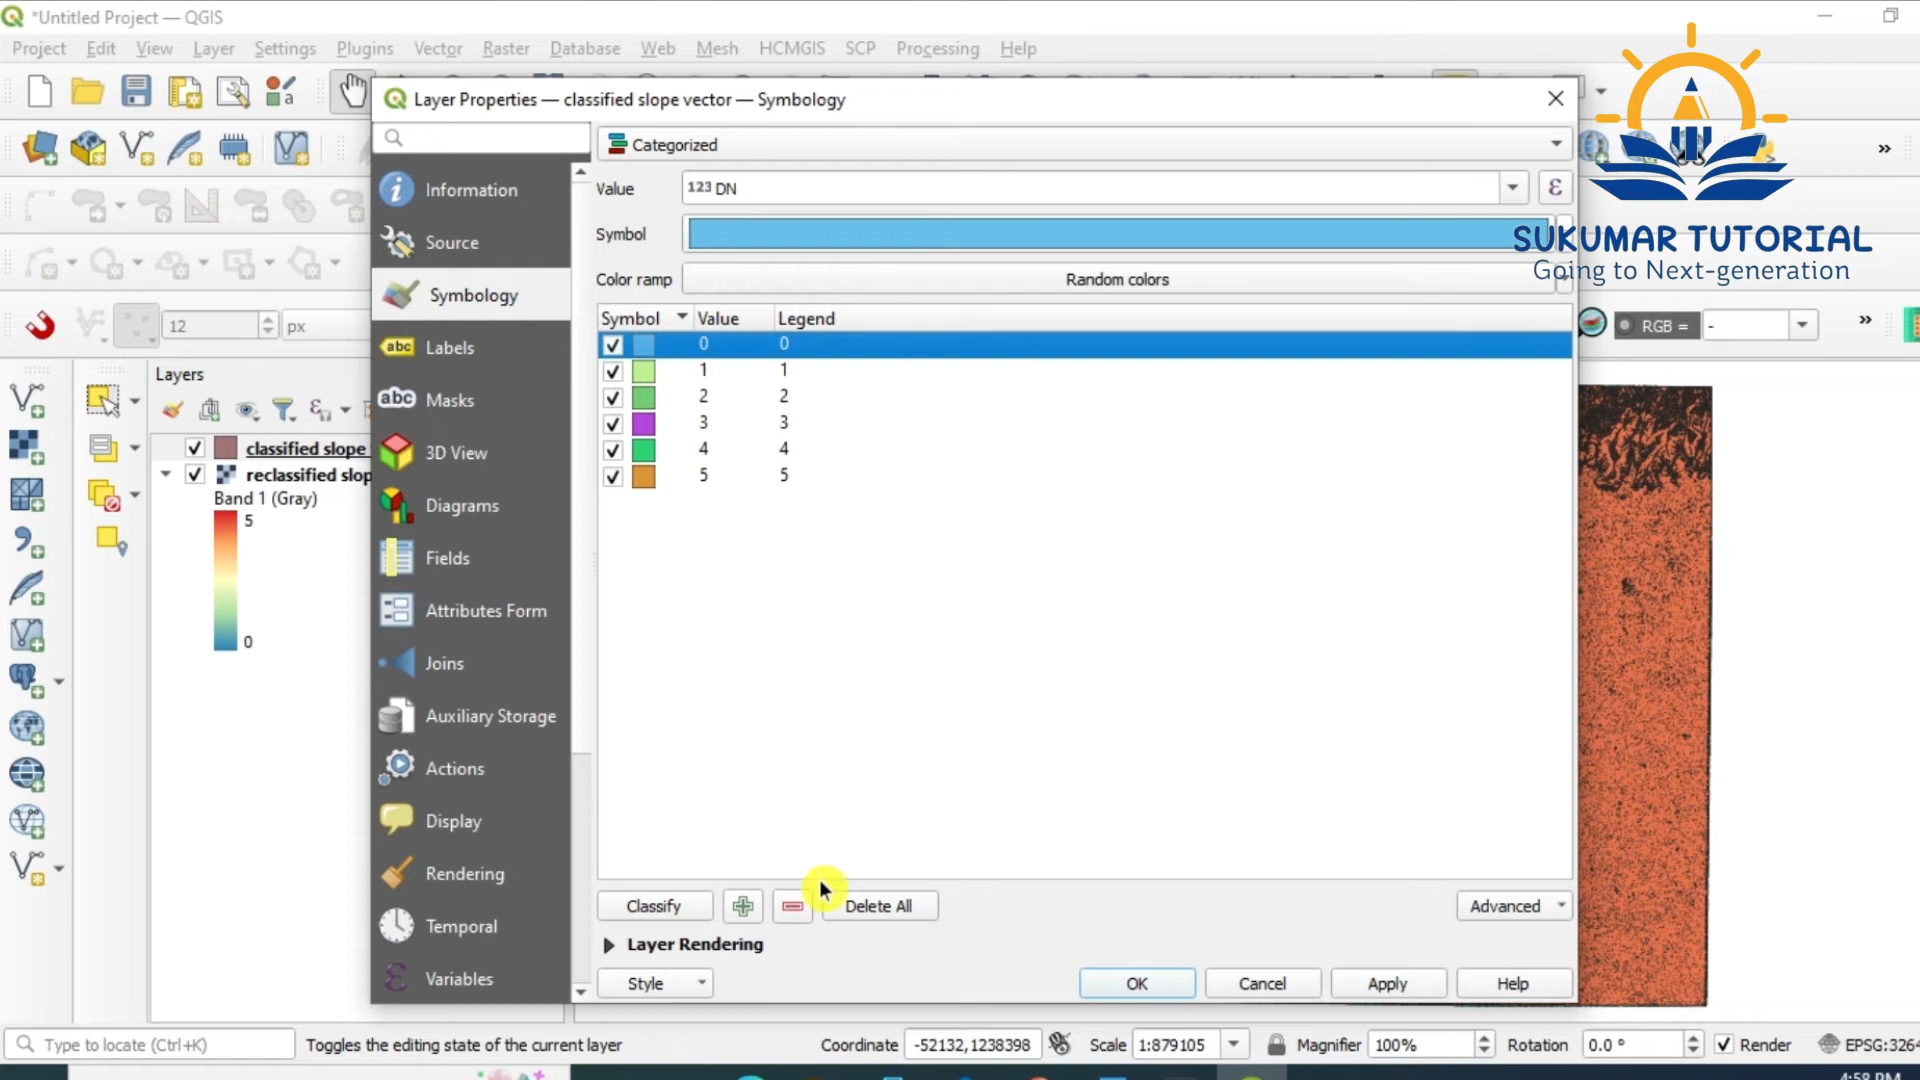 *Untitled Project — QGIS
Project Edit View Layer Settings Plugins Vector Raster Database Web Mesh HCMGIS SCP Processing Help
Layer Properties — classified slope vector — Symbology
Categorized
Information
Value
123 DN
ε
Source
Symbol
SUKUMAR TUTORIAL
Going to Next-generation
Color ramp
Random colors
Symbology
Symbol Value Legend
12
px
RGB =
-
0 0
Labels
1 1
Layers
2 2
Masks
3 3
classified slope
4 4
3D View
reclassified slop
5 5
Band 1 (Gray)
5
Diagrams
Fields
Attributes Form
0
Joins
Auxiliary Storage
Actions
Display
Rendering
Classify
Delete All
Advanced
Temporal
Layer Rendering
Variables
Style
OK
Cancel
Apply
Help
Type to locate (Ctrl+K)
Toggles the editing state of the current layer
Coordinate -52132,1238398
Scale 1:879105
Magnifier 100%
Rotation 0.0 °
Render
EPSG:3264
4:58 PM